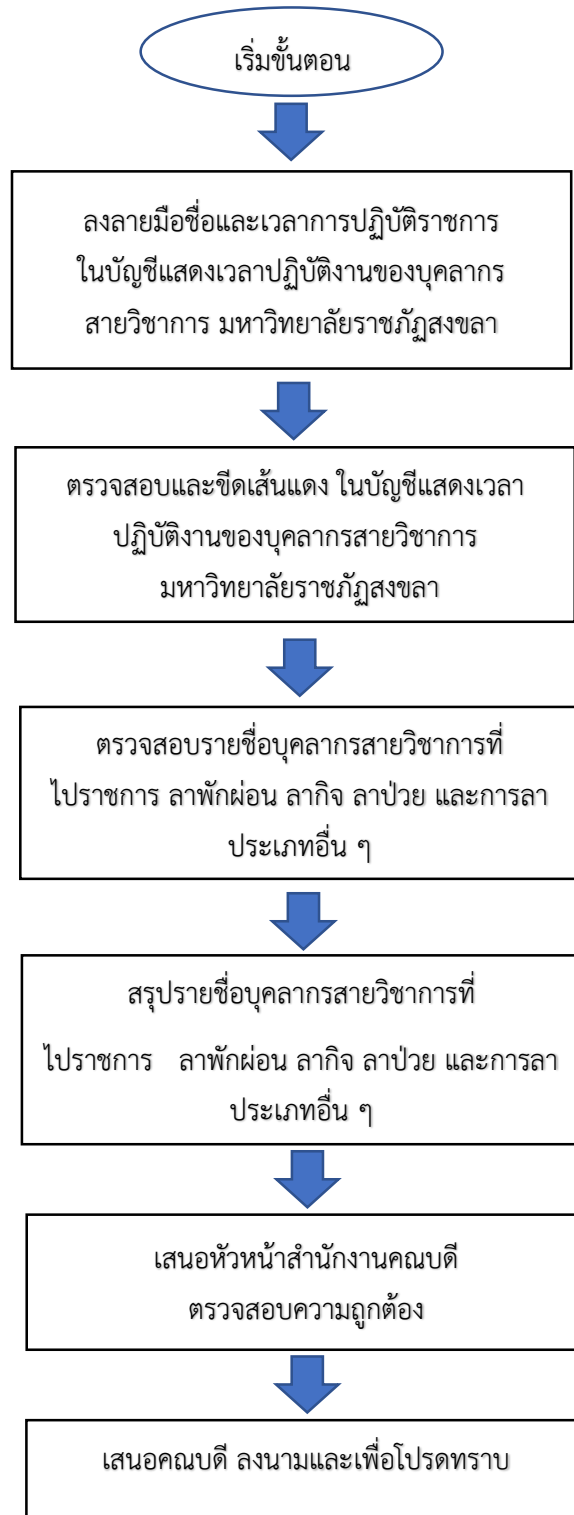 เริ่มขั้นตอน
ลงลายมือชื่อและเวลาการปฏิบัติราชการ
ในบัญชีแสดงเวลาปฏิบัติงานของบุคลากร
สายวิชาการ มหาวิทยาลัยราชภัฏสงขลา
ตรวจสอบและขีดเส้นแดง ในบัญชีแสดงเวลา
ปฏิบัติงานของบุคลากรสายวิชาการ
มหาวิทยาลัยราชภัฏสงขลา
ตรวจสอบรายชื่อบุคลากรสายวิชาการที่
ไปราชการ ลาพักผ่อน ลากิจ ลาป่วย และการลา
ประเภทอื่น ๆ
สรุปรายชื่อบุคลากรสายวิชาการที่
ไปราชการ ลาพักผ่อน ลากิจ ลาป่วย และการลา
ประเภทอื่น ๆ
เสนอหัวหน้าสำนักงานคณบดี
ตรวจสอบความถูกต้อง
เสนอคณบดี ลงนามและเพื่อโปรดทราบ